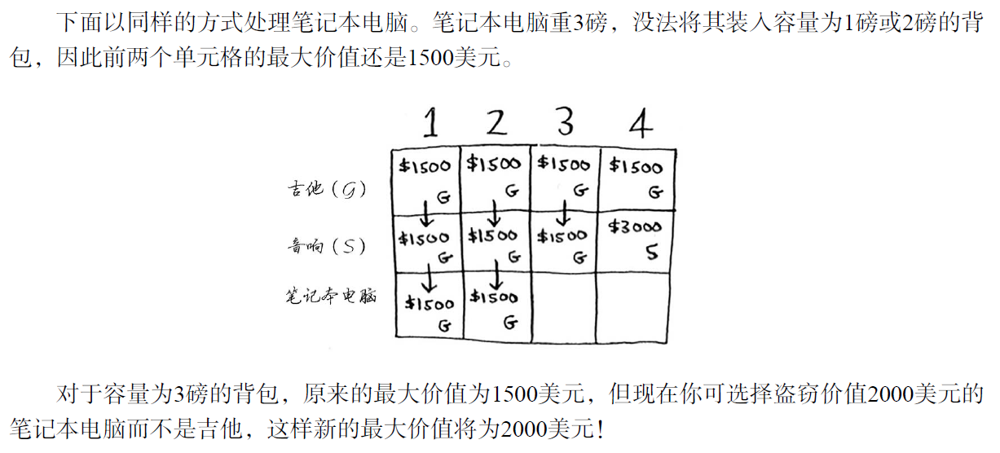 下面以同样的方式处理笔记本电脑。笔记本电脑重3磅，没法将其装入容量为1磅或2磅的背
包，因此前两个单元格的最大价值还是1500美元。
1 2 3 4
吉他（G） $1500 G $1500 G $1500 G $1500 G
音响（S） $1500 G $1500 G $1500 G $3000 S
笔记本电脑 $1500 G $1500 G
对于容量为3磅的背包，原来的最大价值为1500美元，但现在你可选择盗窃价值2000美元的
笔记本电脑而不是吉他，这样新的最大价值将为2000美元！